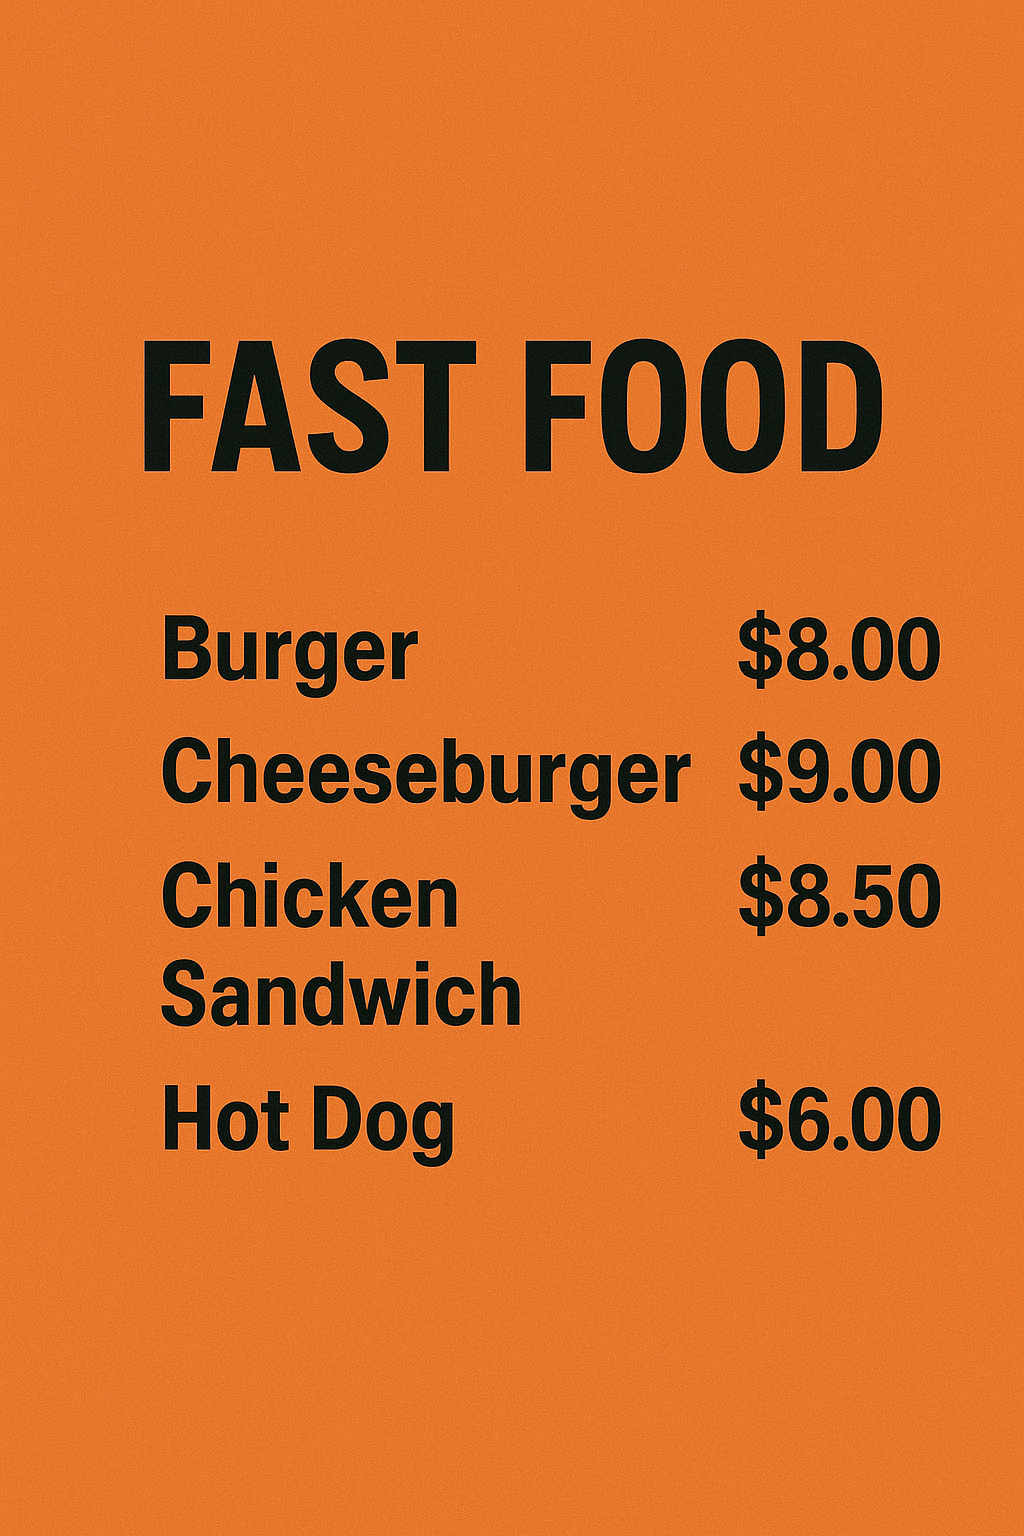 FAST FOOD
Burger $8.00
Cheeseburger $9.00
Chicken $8.50
Sandwich
Hot Dog $6.00